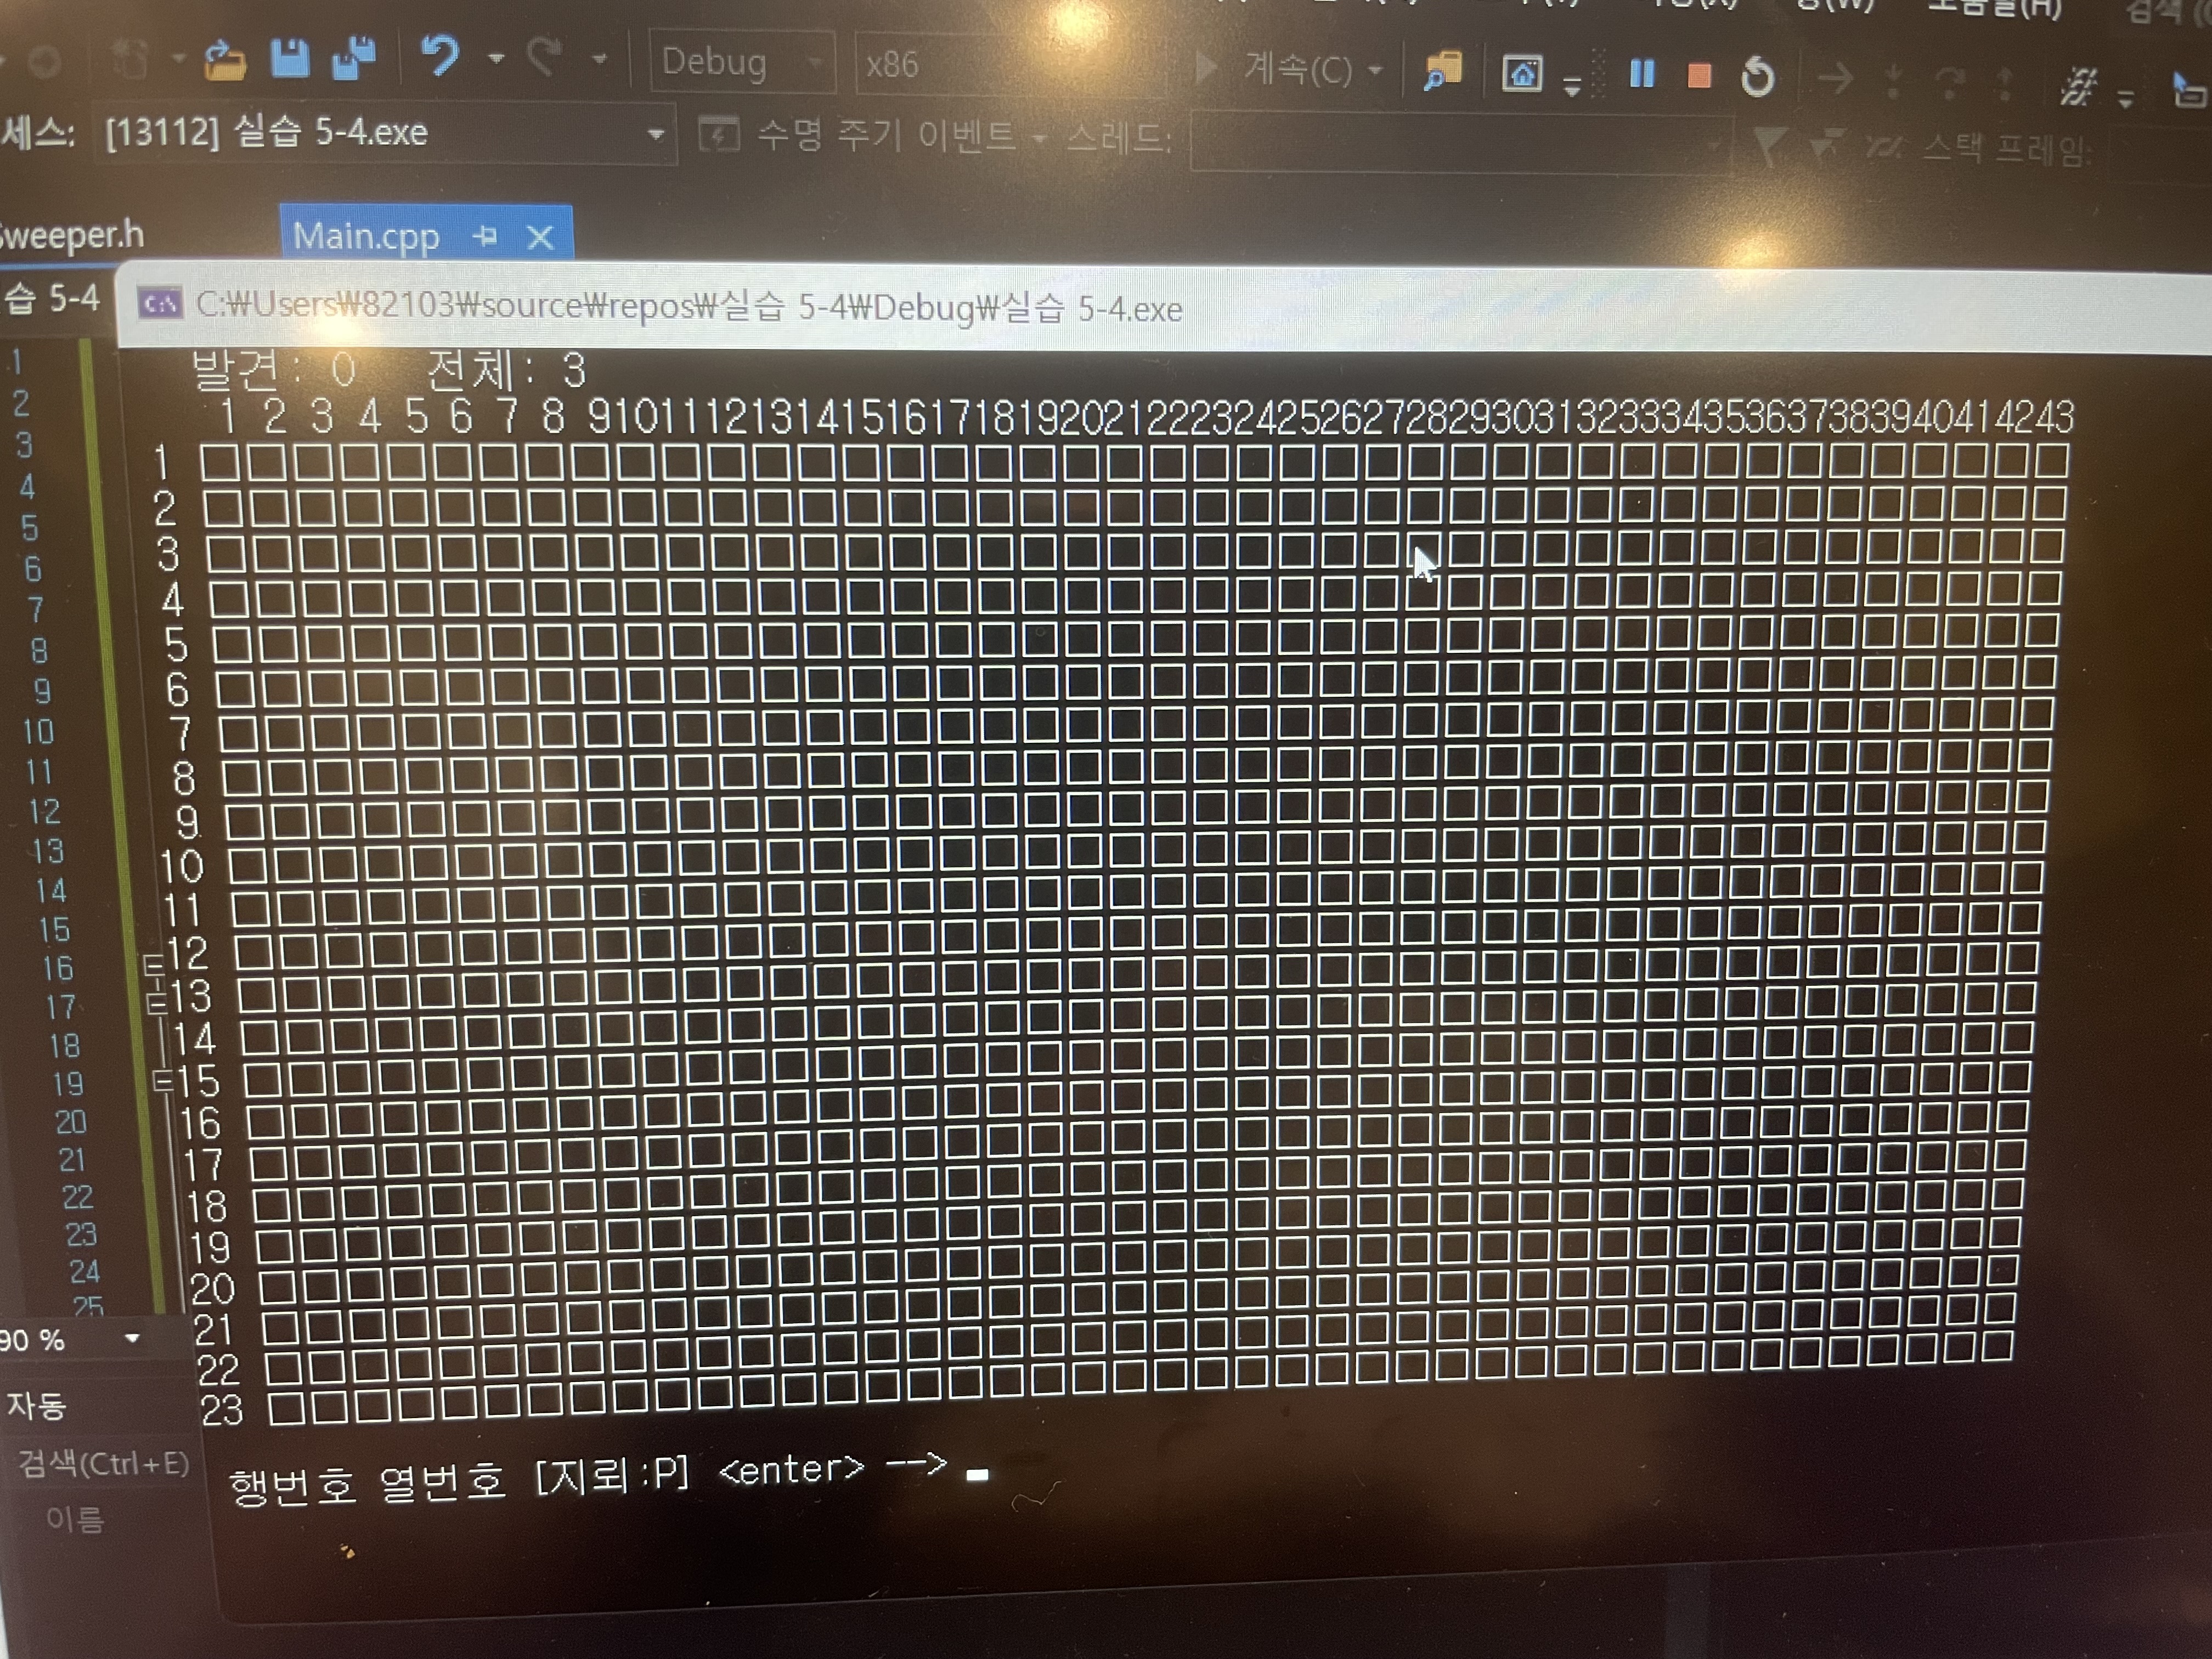 도움말(H) 검색
Debug x86 계속(C)
세스: [13112] 실습 5-4.exe 수명 주기 이벤트 스레드: 스택 프레임:
Sweeper.h Main.cpp
습 5-4 C:\Users\82103\source\repos\실습 5-4\Debug\실습 5-4.exe
발견: 0 전체: 3
1 2 3 4 5 6 7 8 910111213141516171819202122232425262728293031323334353637383940414243
1 1
2 2
3 3
4 4
5 5
6 6
7 7
8 8
9 9
10 10
11 11
12 12
13 13
14 14
15 15
16 16
17 17
18 18
19 19
20 20
21 21
22 22
23 23
24
25
90 %
자동
검색(Ctrl+E)
이름
행번호 열번호 [지뢰:P] <enter> -->